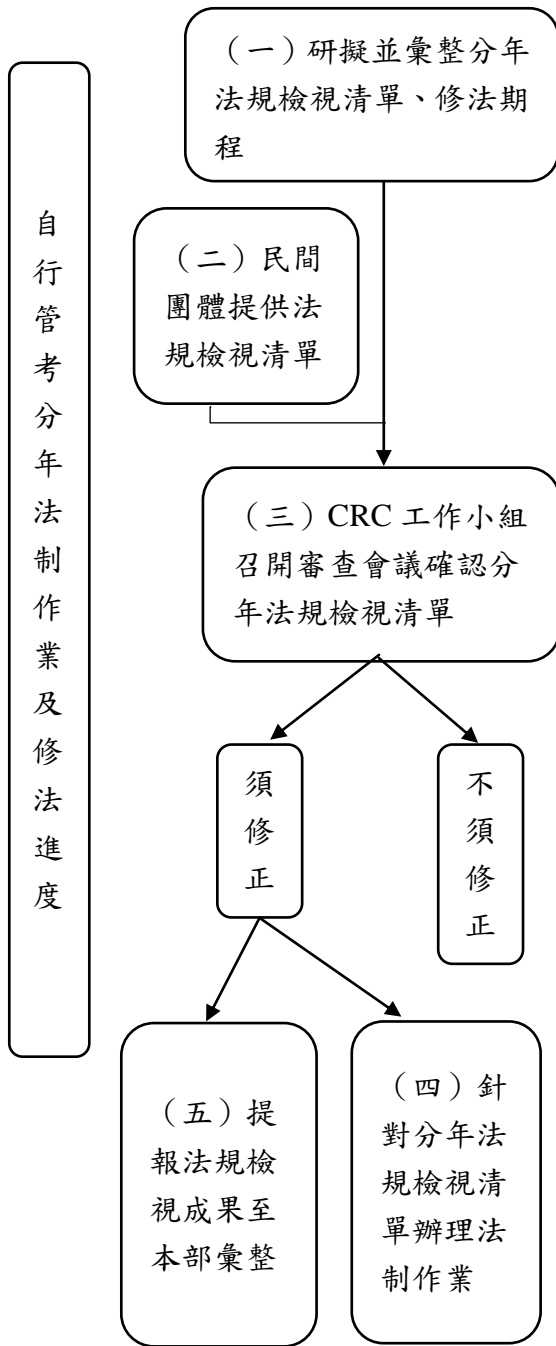 （一）研擬並彙整分年
法規檢視清單、修法期
程
自
行
管
考
分
年
法
制
作
業
及
修
法
進
度
（二）民間
團體提供法
規檢視清單
（三）CRC 工作小組
召開審查會議確認分
年法規檢視清單
須
修
正
不
須
修
正
（五）提
報法規檢
視成果至
本部彙整
（四）針
對分年法
規檢視清
單辦理法
制作業